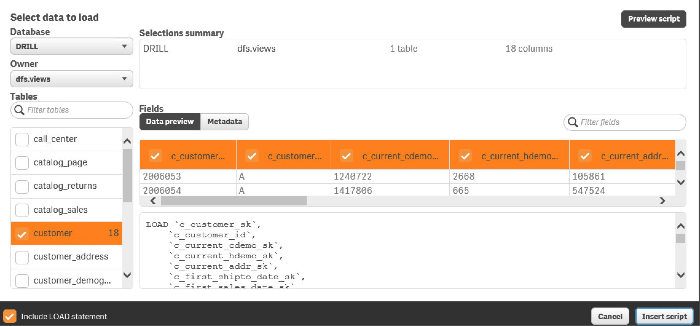 Select data to load
Preview script
Database
DRILL
Owner
dfs.views
Tables
Filter tables
call_center
catalog_page
catalog_returns
catalog_sales
customer 18
customer_address
customer_demog...
Selections summary
DRILL dfs.views 1 table 18 columns
Fields
Data preview Metadata
Filter fields
c_customer... c_customer... c_current_cdemo... c_current_hdemo... c_current_addr...
2006053 A 1240722 2668 105861
2006054 A 1417806 665 547524
LOAD `c_customer_sk`,
`c_customer_id`,
`c_current_cdemo_sk`,
`c_current_hdemo_sk`,
`c_current_addr_sk`,
`c_first_shipto_date_sk`,
`c_first_sales_date_sk`,
Include LOAD statement
Cancel
Insert script